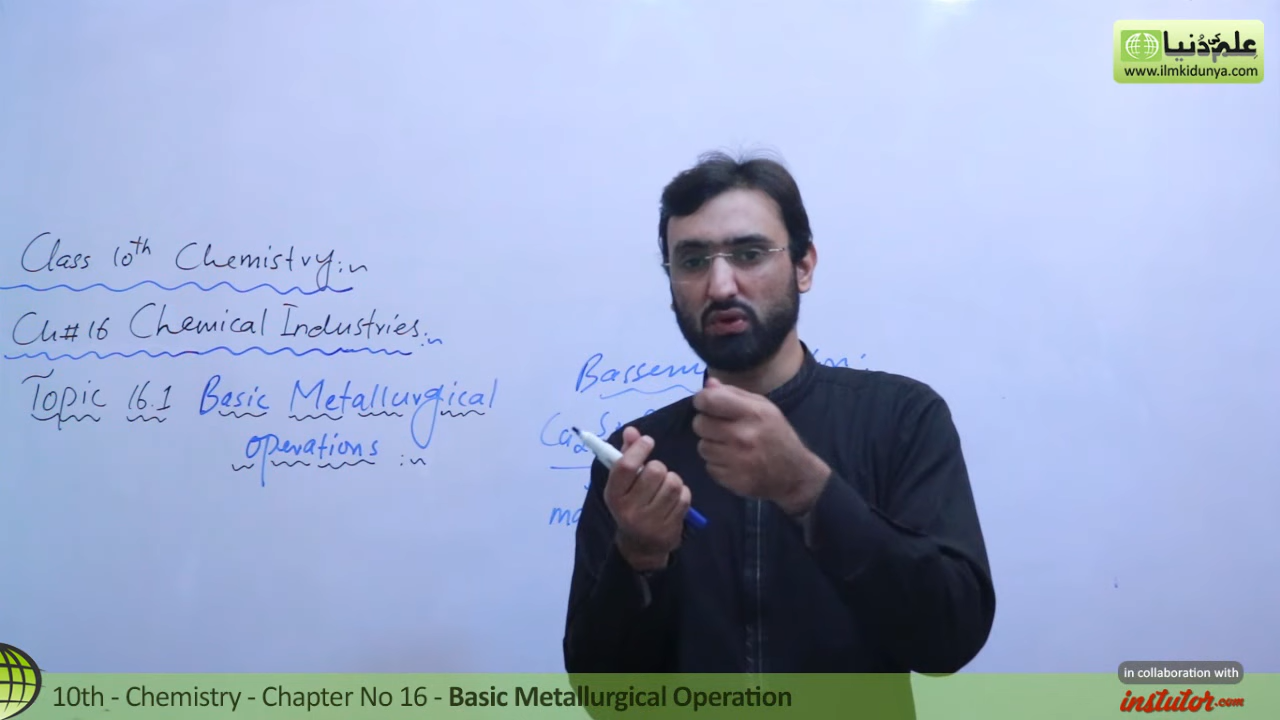 علم کی دُنیا
www.ilmkidunya.com
Class 10th Chemistry:~
Ch#16 Chemical Industries:~
Topic 16.1 Basic Metallurgical
operations :~
in collaboration with
instutor.com
10th - Chemistry - Chapter No 16 - Basic Metallurgical Operation